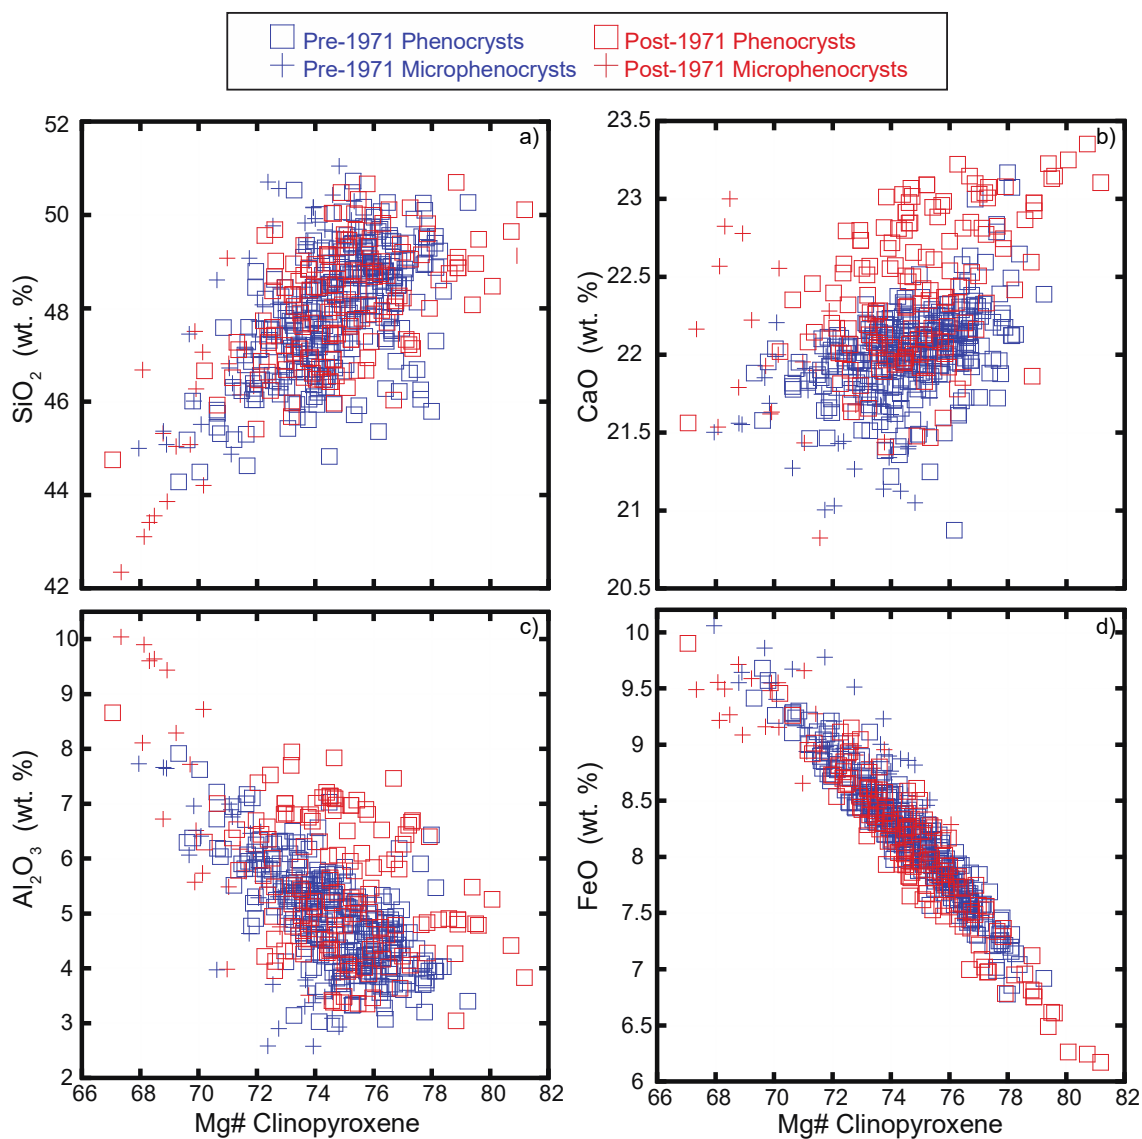 Pre-1971 Phenocrysts Post-1971 Phenocrysts
Pre-1971 Microphenocrysts Post-1971 Microphenocrysts
a)
52
50
48
46
44
42
SiO2 (wt. %)
b)
23.5
23
22.5
22
21.5
21
20.5
CaO (wt. %)
c)
10
9
8
7
6
5
4
3
2
Al2O3 (wt. %)
66 68 70 72 74 76 78 80 82
Mg# Clinopyroxene
d)
10
9.5
9
8.5
8
7.5
7
6.5
6
FeO (wt. %)
66 68 70 72 74 76 78 80 82
Mg# Clinopyroxene